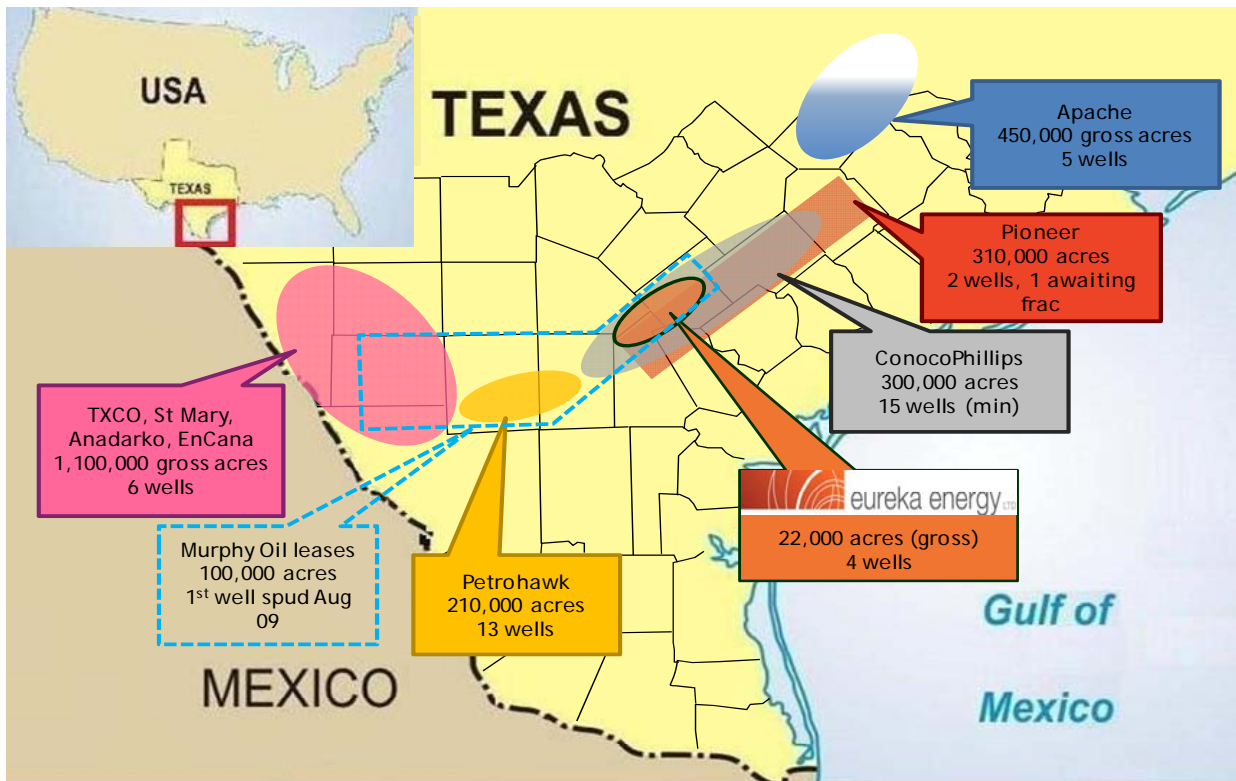 USA
TEXAS
TEXAS
Apache
450,000 gross acres
5 wells
Pioneer
310,000 acres
2 wells, 1 awaiting
frac
ConocoPhillips
300,000 acres
15 wells (min)
TXCO, St Mary,
Anadarko, EnCana
1,100,000 gross acres
6 wells
eureka energy LTD
22,000 acres (gross)
4 wells
Murphy Oil leases
100,000 acres
1st well spud Aug
09
Petrohawk
210,000 acres
13 wells
Gulf of
Mexico
MEXICO